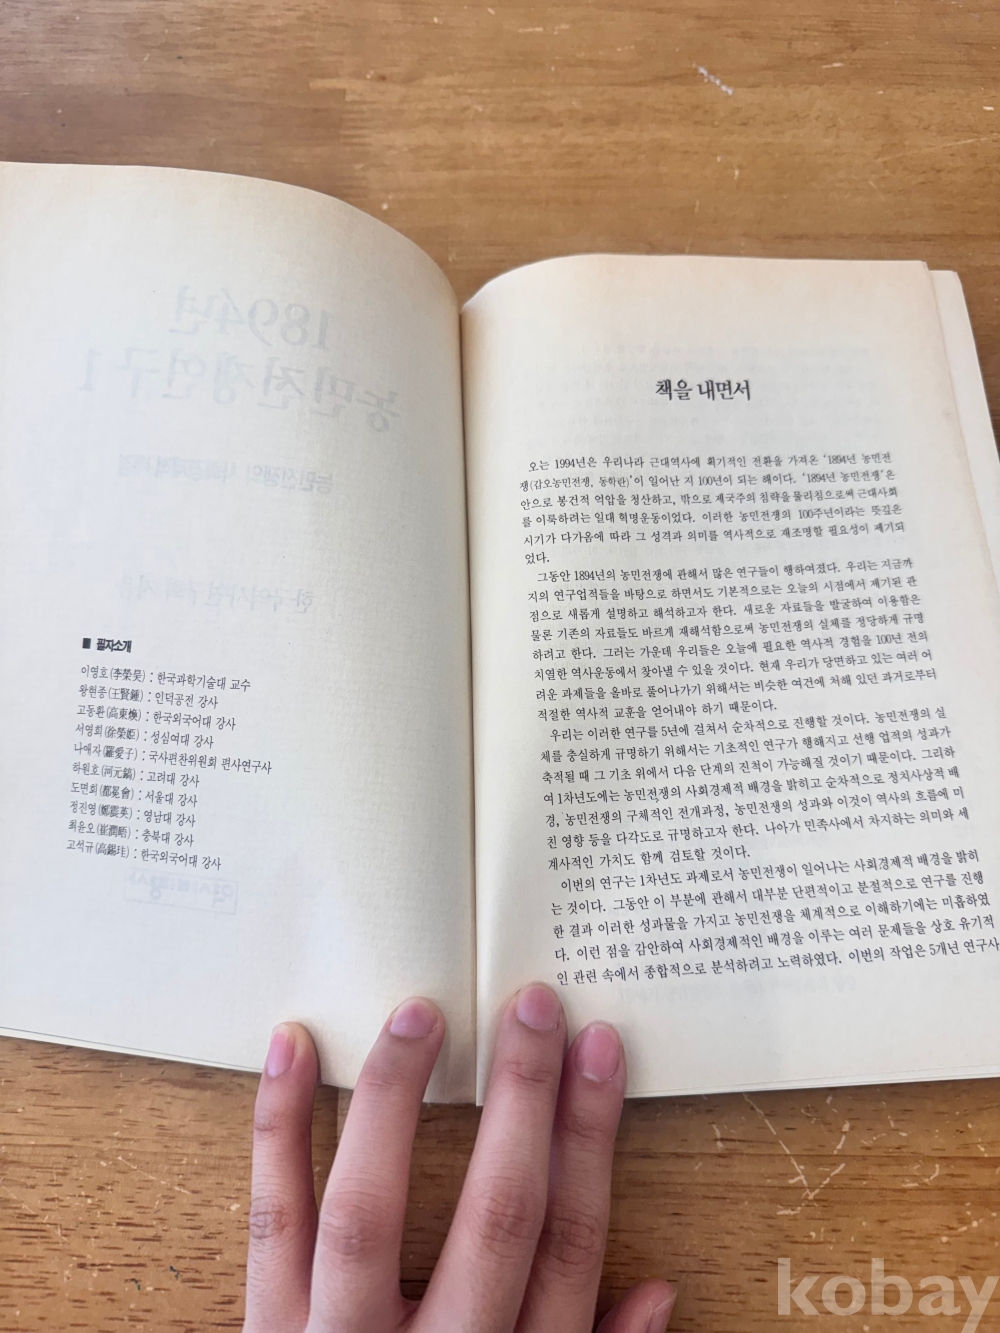 1894년
농민전쟁연구 1
농민전쟁의 사회경제적 배경
■ 필자소개
이영호(李榮昊) : 한국과학기술대 교수
왕현종(王賢鍾) : 인덕공전 강사
고동환(高東煥) : 한국외국어대 강사
서영희(徐榮姬) : 성심여대 강사
나애자(羅愛子) : 국사편찬위원회 편사연구사
하원호(河元鎬) : 고려대 강사
도면회(都冕會) : 서울대 강사
정진영(鄭震英) : 영남대 강사
최윤오(崔潤晤) : 충북대 강사
고석규(高錫珪) : 한국외국어대 강사
책을 내면서
오는 1994년은 우리나라 근대역사에 획기적인 전환을 가져온 '1894년 농민전
쟁(갑오농민전쟁, 동학란)'이 일어난 지 100년이 되는 해이다. '1894년 농민전쟁'은
안으로 봉건적 억압을 청산하고, 밖으로 제국주의 침략을 물리침으로써 근대사회
를 이룩하려는 일대 혁명운동이었다. 이러한 농민전쟁의 100주년이라는 뜻깊은
시기가 다가옴에 따라 그 성격과 의미를 역사적으로 재조명할 필요성이 제기되
었다.
그동안 1894년의 농민전쟁에 관해서 많은 연구들이 행하여졌다. 우리는 지금까
지의 연구업적들을 바탕으로 하면서도 기본적으로는 오늘의 시점에서 제기된 관
점으로 새롭게 설명하고 해석하고자 한다. 새로운 자료들을 발굴하여 이용함은
물론 기존의 자료들도 바르게 재해석함으로써 농민전쟁의 실체를 정당하게 규명
하려고 한다. 그러는 가운데 우리들은 오늘에 필요한 역사적 경험을 100년 전의
치열한 역사운동에서 찾아낼 수 있을 것이다. 현재 우리가 당면하고 있는 여러 어
려운 과제들을 올바로 풀어나가기 위해서는 비슷한 여건에 처해 있던 과거로부터
적절한 역사적 교훈을 얻어내야 하기 때문이다.
우리는 이러한 연구를 5년에 걸쳐서 순차적으로 진행할 것이다. 농민전쟁의 실
체를 충실하게 규명하기 위해서는 기초적인 연구가 행해지고 선행 업적의 성과가
축적될 때 그 기초 위에서 다음 단계의 진척이 가능해질 것이기 때문이다. 그리하
여 1차년도에는 농민전쟁의 사회경제적 배경을 밝히고 순차적으로 정치사상적 배
경, 농민전쟁의 구체적인 전개과정, 농민전쟁의 성과와 이것이 역사의 흐름에 미
친 영향 등을 다각도로 규명하고자 한다. 나아가 민족사에서 차지하는 의미와 세
계사적인 가치도 함께 검토할 것이다.
이번의 연구는 1차년도 과제로서 농민전쟁이 일어나는 사회경제적 배경을 밝히
는 것이다. 그동안 이 부분에 관해서 대부분 단편적이고 분절적으로 연구를 진행
한 결과 이러한 성과물을 가지고 농민전쟁을 체계적으로 이해하기에는 미흡하였
다. 이런 점을 감안하여 사회경제적인 배경을 이루는 여러 문제들을 상호 유기적
인 관련 속에서 종합적으로 분석하려고 노력하였다. 이번의 작업은 5개년 연구사
kobay